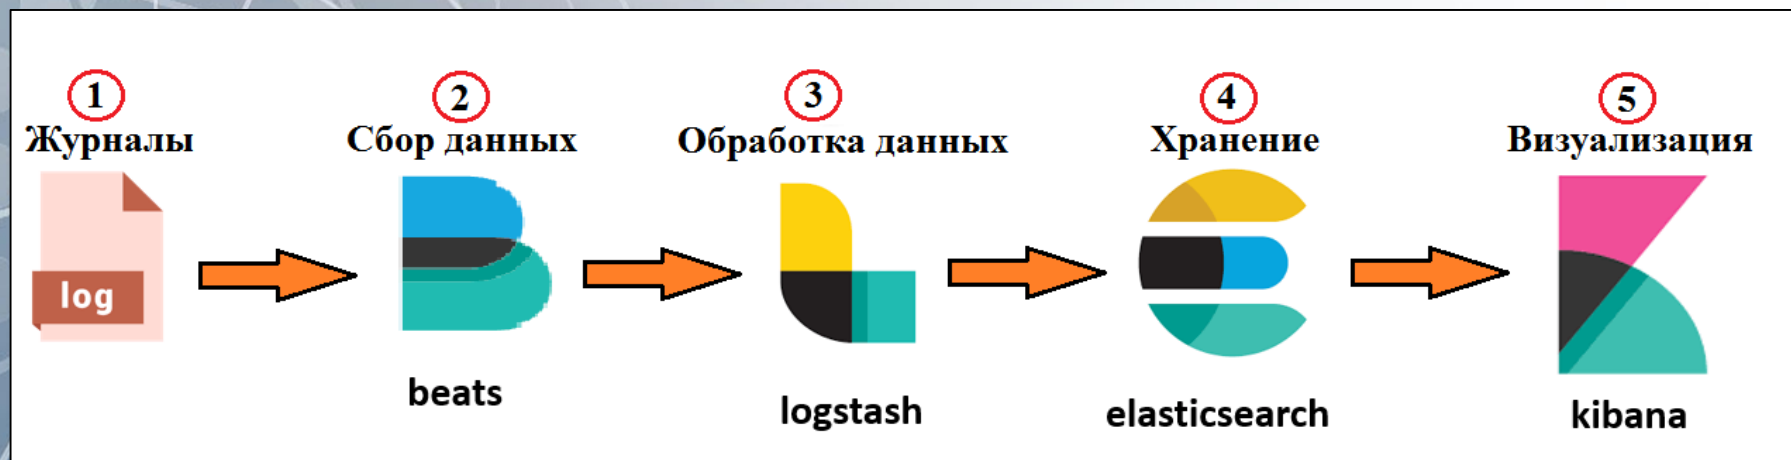 1
Журналы
log
2
Сбор данных
beats
3
Обработка данных
logstash
4
Хранение
elasticsearch
5
Визуализация
kibana